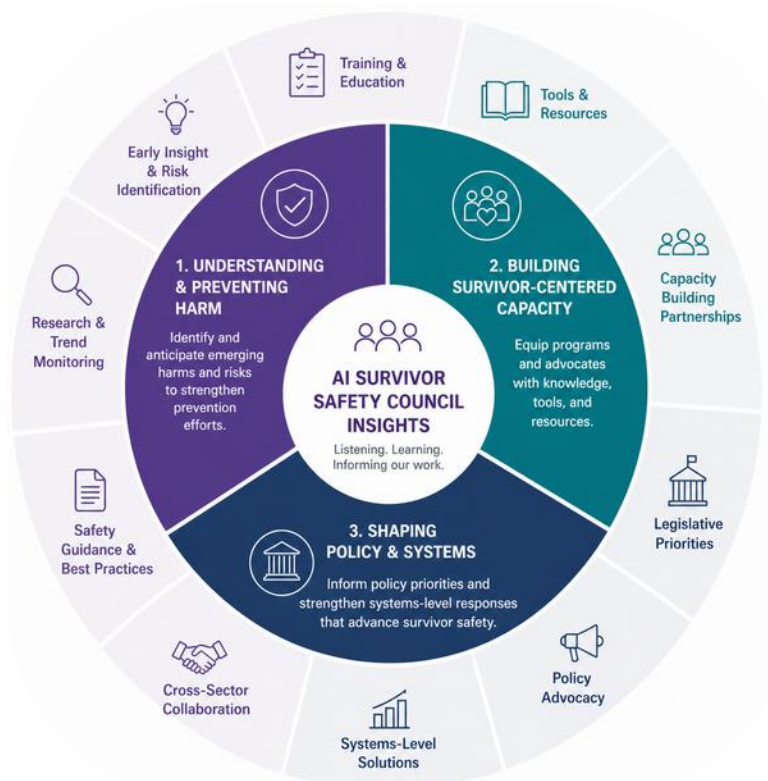 Training &
Education
Tools &
Resources
Early Insight
& Risk
Identification
Capacity
Building
Partnerships
Research &
Trend
Monitoring
1. UNDERSTANDING
& PREVENTING
HARM
Identify and
anticipate emerging
harms and risks
to strengthen
prevention
efforts.
2. BUILDING
SURVIVOR-CENTERED
CAPACITY
Equip programs
and advocates
with knowledge,
tools, and
resources.
AI SURVIVOR
SAFETY COUNCIL
INSIGHTS
Listening. Learning.
Informing our work.
3. SHAPING
POLICY & SYSTEMS
Inform policy priorities and
strengthen systems-level responses
that advance survivor safety.
Safety
Guidance &
Best Practices
Legislative
Priorities
Cross-Sector
Collaboration
Policy
Advocacy
Systems-Level
Solutions